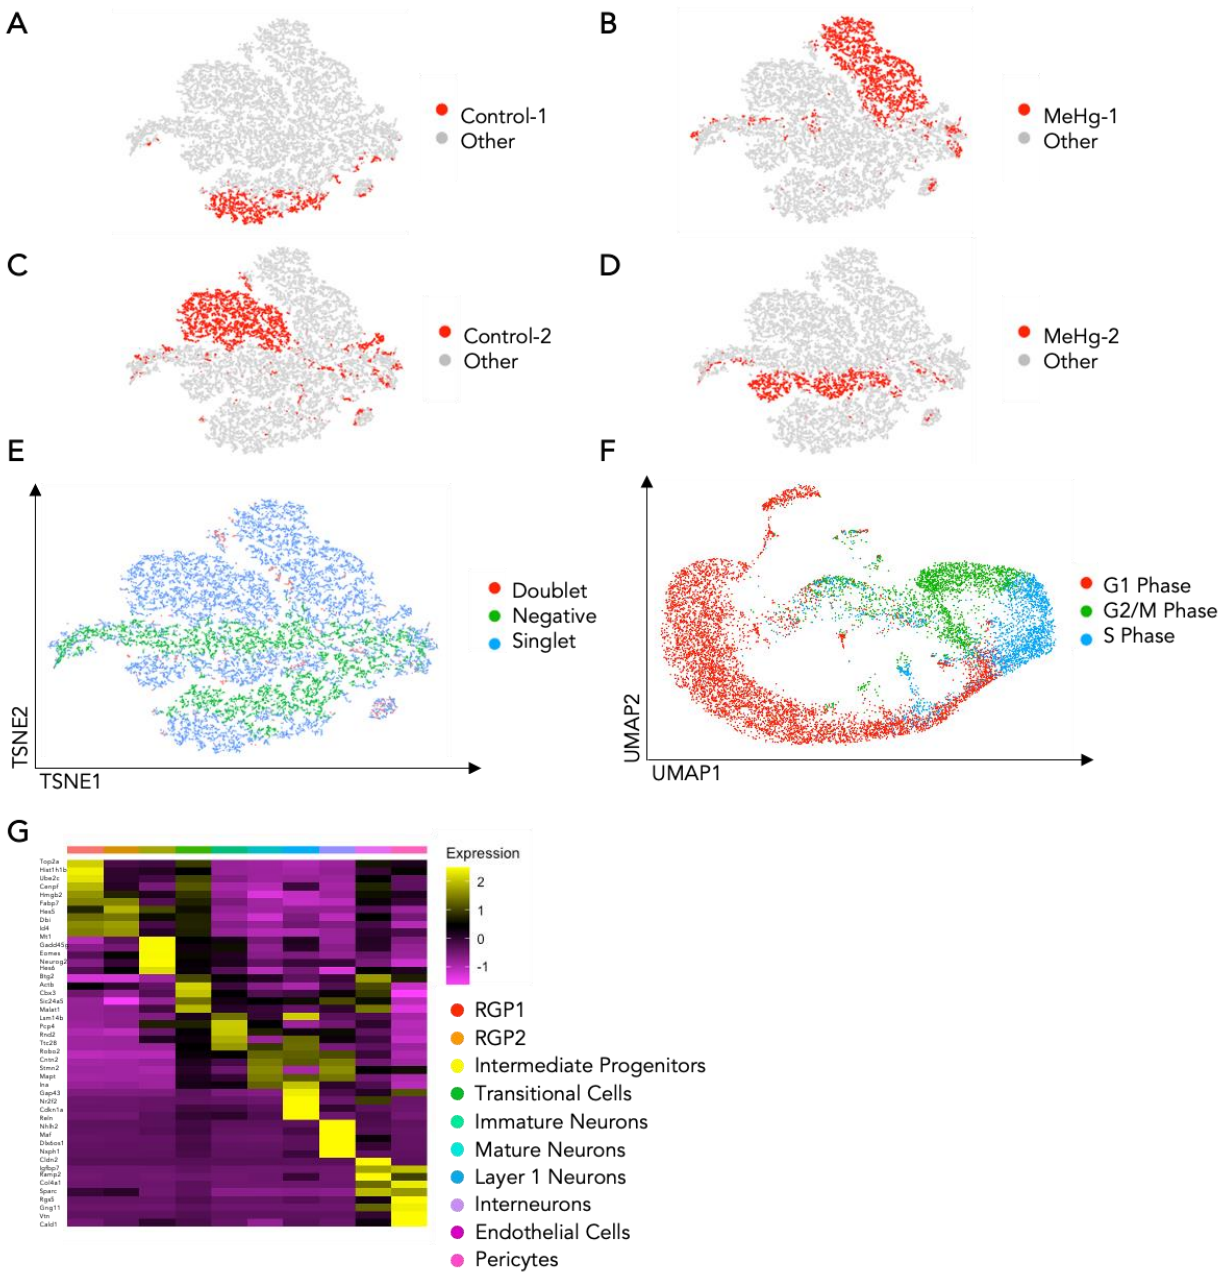 A
Control-1
Other
B
MeHg-1
Other
C
Control-2
Other
D
MeHg-2
Other
E
TSNE2
TSNE1
Doublet
Negative
Singlet
F
UMAP2
UMAP1
G1 Phase
G2/M Phase
S Phase
G
Top2a
Hist1h1b
Ube2c
Cenpf
Hmgb2
Fabp7
Hes5
Dbi
Id4
Mt1
Gadd45g
Eomes
Neurog2
Hes6
Btg2
Actb
Cbx3
Slc24a5
Malat1
Lsm14b
Pcp4
Rnd2
Ttc28
Robo2
Cntn2
Stmn2
Mapt
Ina
Gap43
Nr2f2
Cdkn1a
Reln
Nhlh2
Maf
Dlxdos1
Naph1
Cldn2
Igfbp7
Ramp2
Col4a1
Sparc
Rgs5
Gng11
Vtn
Cald1
Expression
2
1
0
-1
RGP1
RGP2
Intermediate Progenitors
Transitional Cells
Immature Neurons
Mature Neurons
Layer 1 Neurons
Interneurons
Endothelial Cells
Pericytes